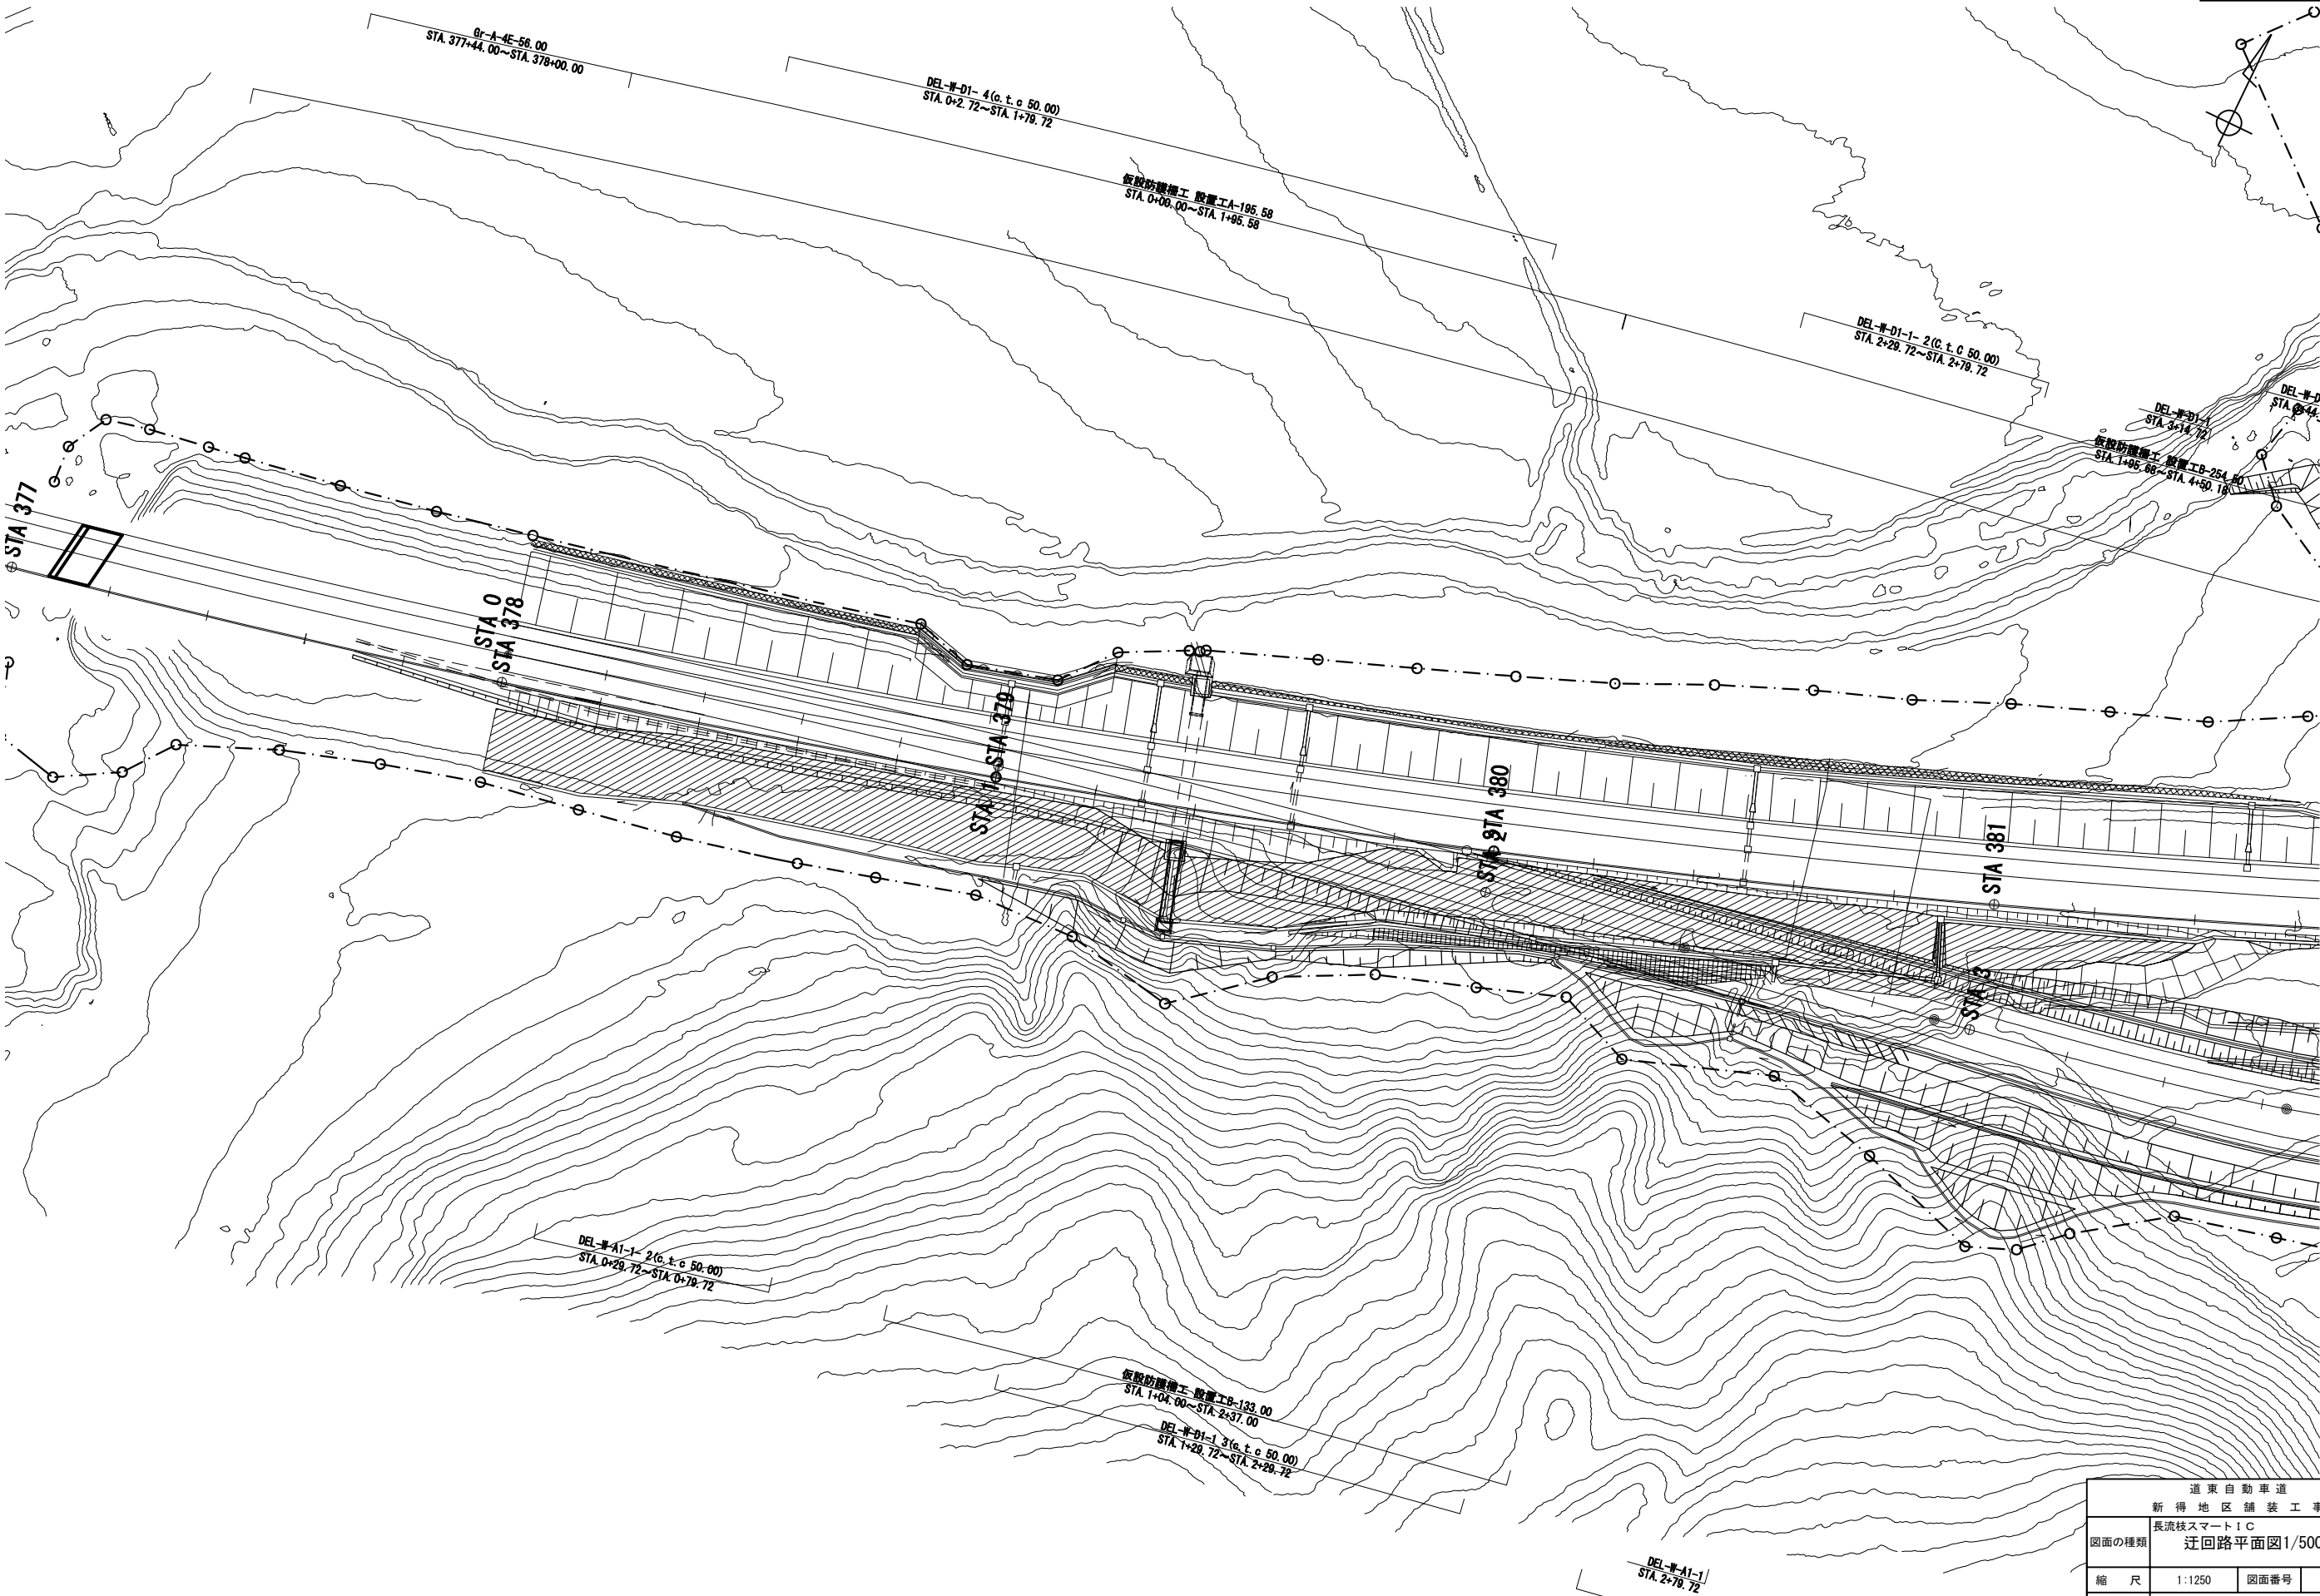 Gr-A-4E-56.00
STA.377+44.00～STA.378+00.00
DEL-W-D1- 4(c.t.c 50.00)
STA.0+2.72～STA.1+79.72
仮設防護柵工 設置工A-195.58
STA.0+00.00～STA.1+95.58
DEL-W-D1-1- 2(C.t.C 50.00)
STA.2+29.72～STA.2+79.72
DEL-W-D1-1
STA.3+14.72
DEL-W-D
仮設防護柵工 設置工B-254.50
STA.1+95.68～STA.4+50.18
STA 377
STA 0
STA 378
STA 1
STA 379
STA 2
STA 380
STA 381
STA 3
DEL-W-A1-1- 2(c.t.c 50.00)
STA.0+29.72～STA.0+79.72
仮設防護柵工 設置工B-133.00
STA.1+04.00～STA.2+37.00
DEL-W-D1-1 3(c.t.c 50.00)
STA.1+29.72～STA.2+29.72
DEL-W-A1-1
STA.2+79.72
道東自動車道
新得地区舗装工事
図面の種類
長流枝スマートＩＣ
迂回路平面図1/500
縮 尺
1:1250
図面番号